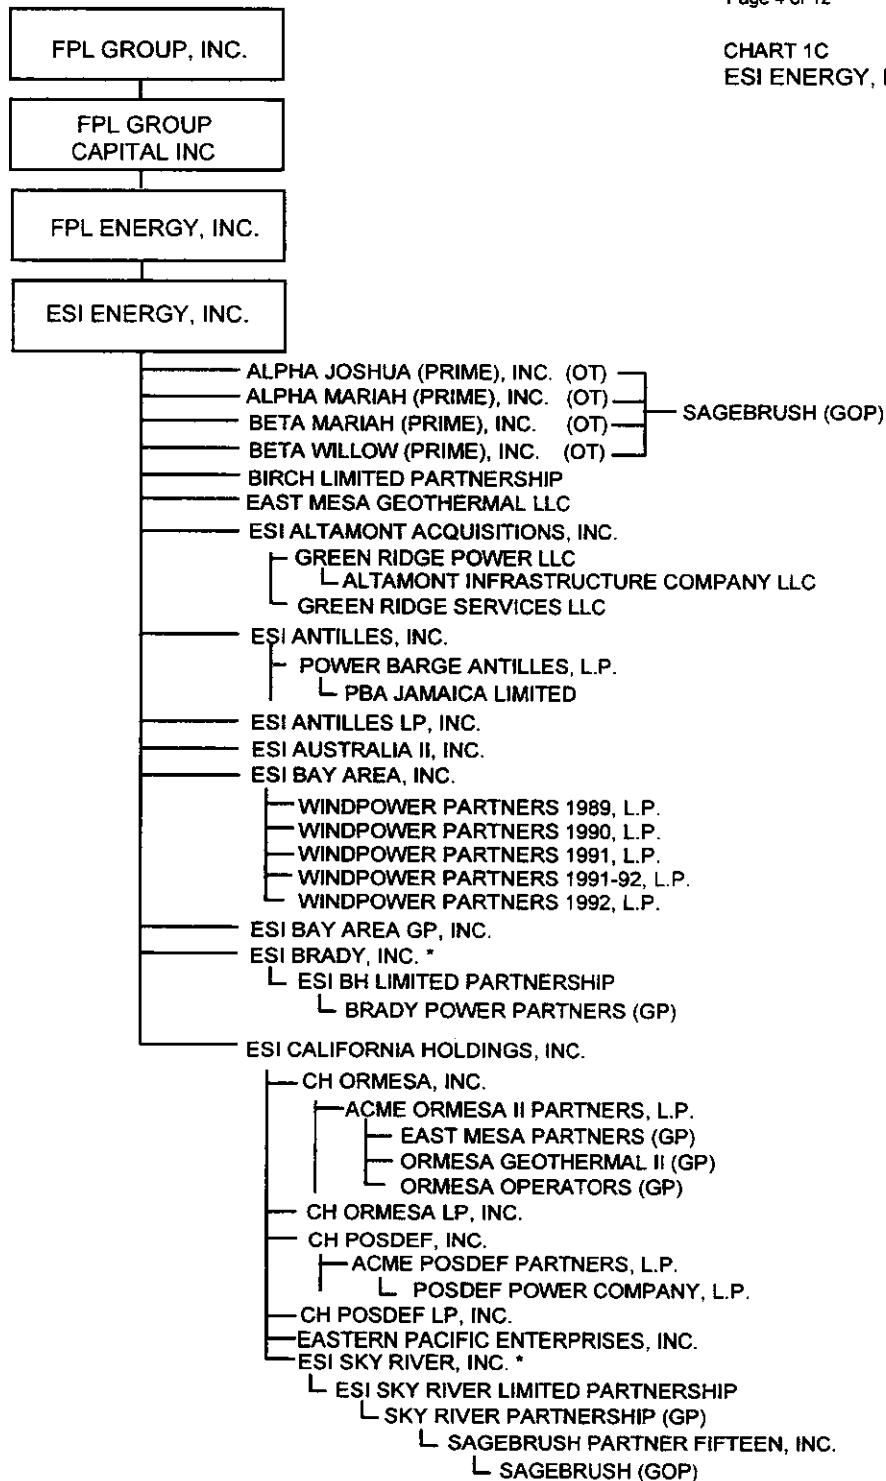 Page 4 of 12
CHART 1C
ESI ENERGY,
FPL GROUP, INC.
FPL GROUP
CAPITAL INC
FPL ENERGY, INC.
ESI ENERGY, INC.
ALPHA JOSHUA (PRIME), INC. (OT)
ALPHA MARIAH (PRIME), INC. (OT)
BETA MARIAH (PRIME), INC. (OT)
BETA WILLOW (PRIME), INC. (OT)
SAGEBRUSH (GOP)
BIRCH LIMITED PARTNERSHIP
EAST MESA GEOTHERMAL LLC
ESI ALTAMONT ACQUISITIONS, INC.
GREEN RIDGE POWER LLC
ALTAMONT INFRASTRUCTURE COMPANY LLC
GREEN RIDGE SERVICES LLC
ESI ANTILLES, INC.
POWER BARGE ANTILLES, L.P.
PBA JAMAICA LIMITED
ESI ANTILLES LP, INC.
ESI AUSTRALIA II, INC.
ESI BAY AREA, INC.
WINDPOWER PARTNERS 1989, L.P.
WINDPOWER PARTNERS 1990, L.P.
WINDPOWER PARTNERS 1991, L.P.
WINDPOWER PARTNERS 1991-92, L.P.
WINDPOWER PARTNERS 1992, L.P.
ESI BAY AREA GP, INC.
ESI BRADY, INC. *
ESI BH LIMITED PARTNERSHIP
BRADY POWER PARTNERS (GP)
ESI CALIFORNIA HOLDINGS, INC.
CH ORMESA, INC.
ACME ORMESA II PARTNERS, L.P.
EAST MESA PARTNERS (GP)
ORMESA GEOTHERMAL II (GP)
ORMESA OPERATORS (GP)
CH ORMESA LP, INC.
CH POSDEF, INC.
ACME POSDEF PARTNERS, L.P.
POSDEF POWER COMPANY, L.P.
CH POSDEF LP, INC.
EASTERN PACIFIC ENTERPRISES, INC.
ESI SKY RIVER, INC. *
ESI SKY RIVER LIMITED PARTNERSHIP
SKY RIVER PARTNERSHIP (GP)
SAGEBRUSH PARTNER FIFTEEN, INC.
SAGEBRUSH (GOP)